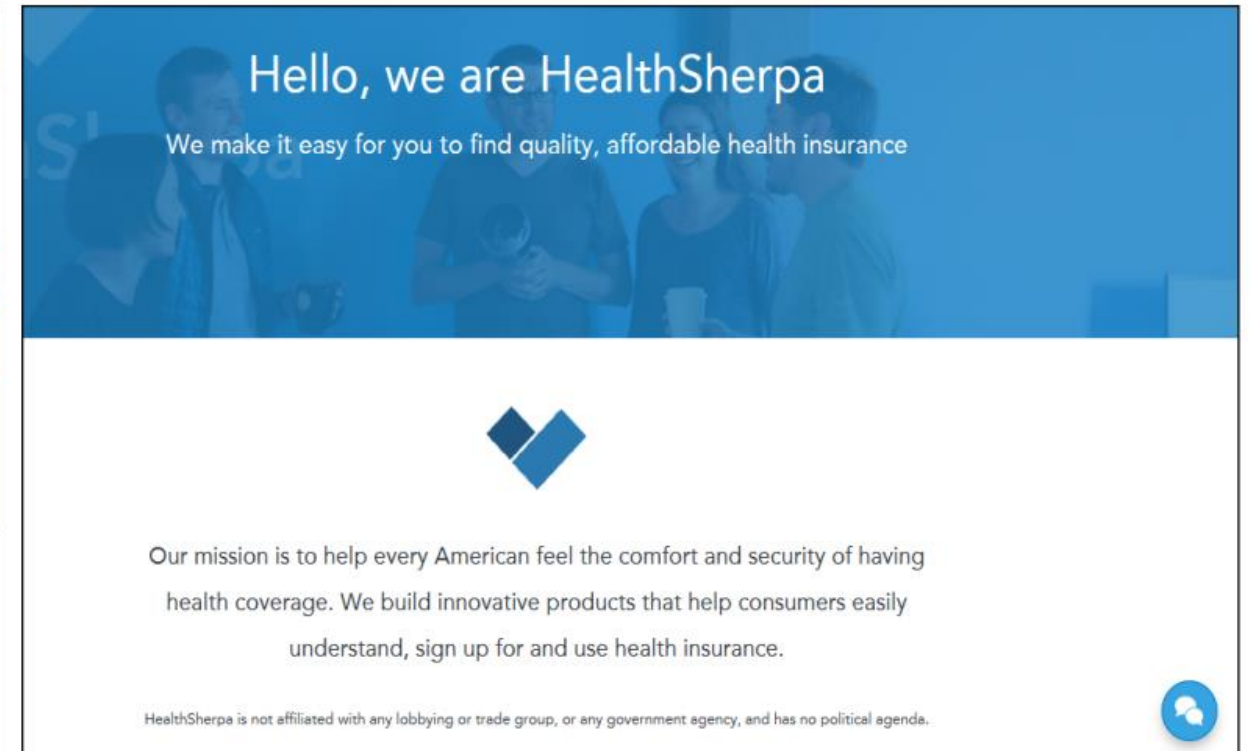 Hello, we are HealthSherpa
We make it easy for you to find quality, affordable health insurance
Our mission is to help every American feel the comfort and security of having
health coverage. We build innovative products that help consumers easily
understand, sign up for and use health insurance.
HealthSherpa is not affiliated with any lobbying or trade group, or any government agency, and has no political agenda.